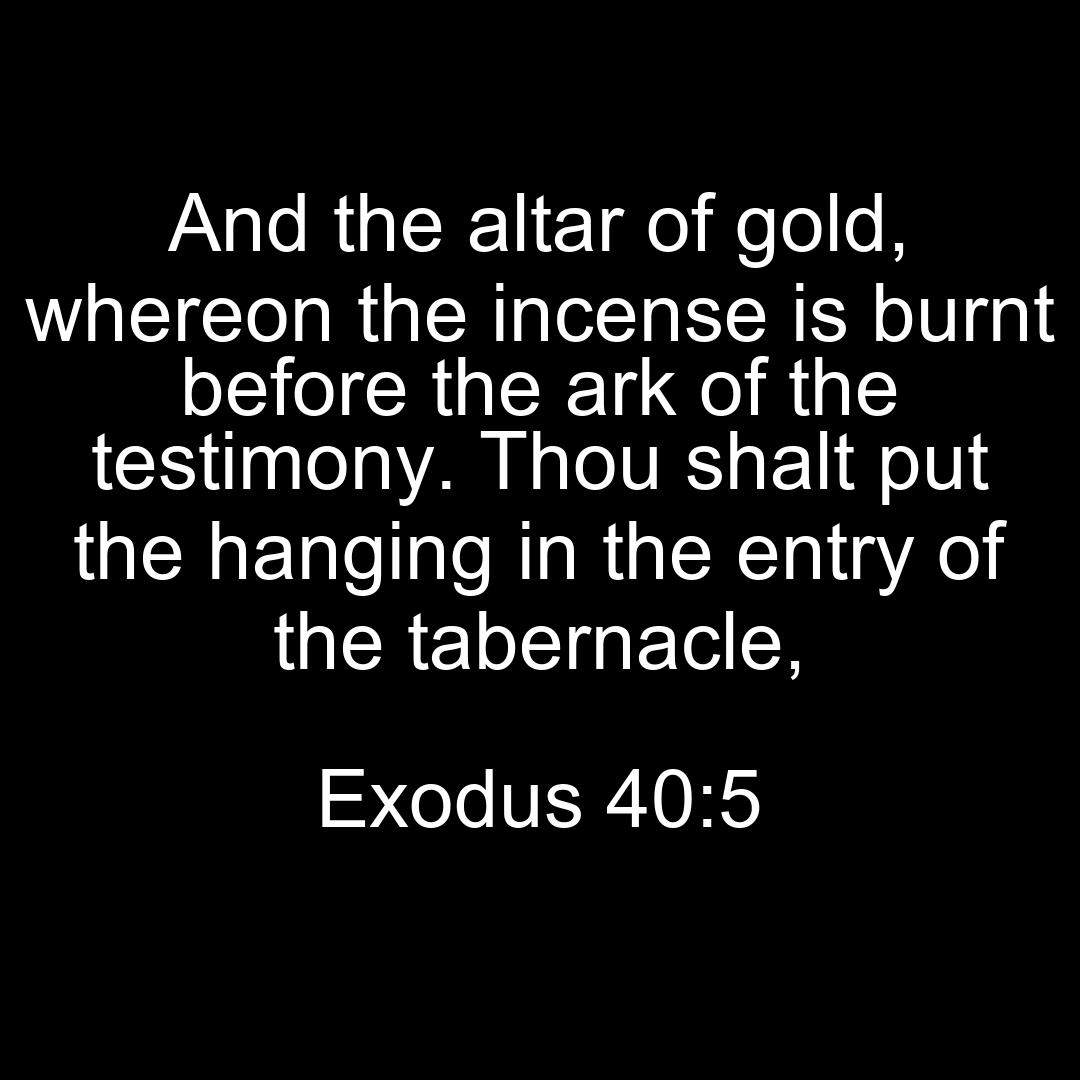 And the altar of gold,
whereon the incense is burnt
before the ark of the
testimony. Thou shalt put
the hanging in the entry of
the tabernacle,
Exodus 40:5